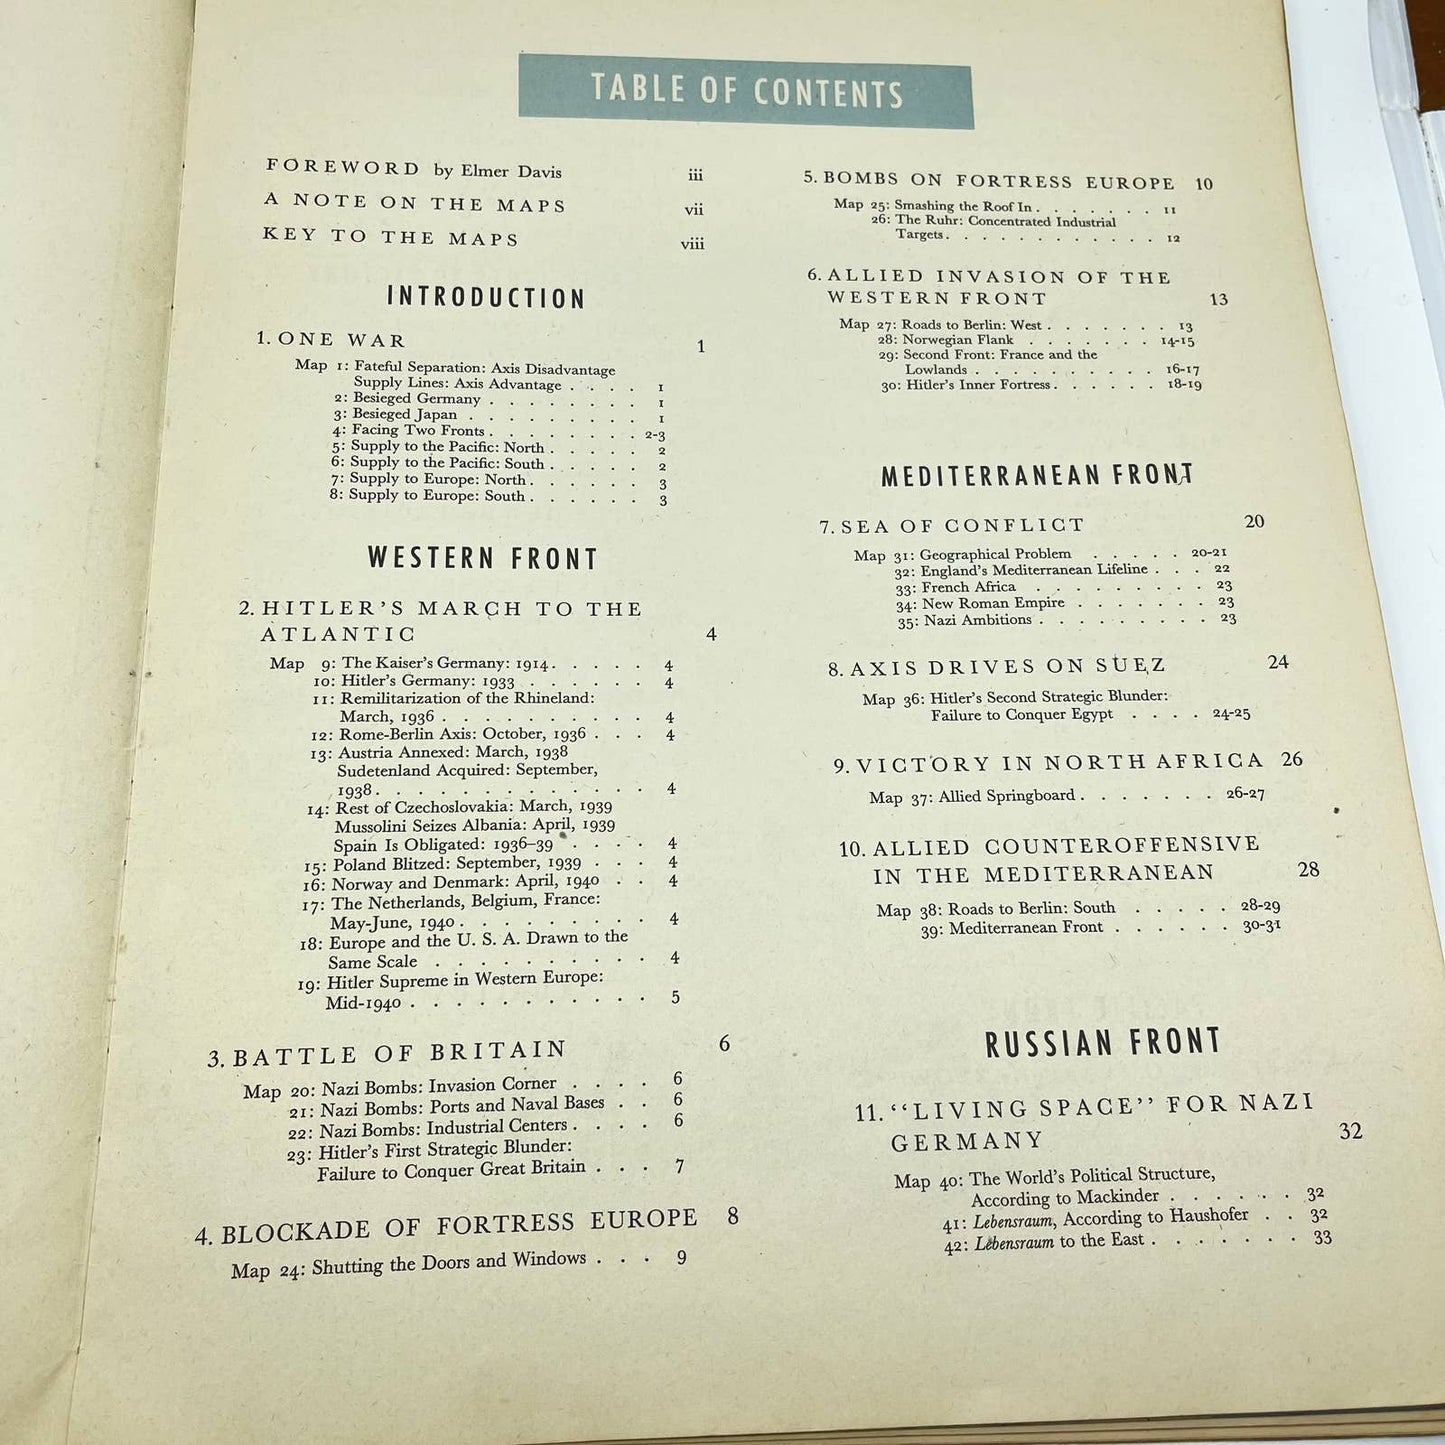 TABLE OF CONTENTS
FOREWORD by Elmer Davis iii
A NOTE ON THE MAPS vii
KEY TO THE MAPS viii
INTRODUCTION
1. ONE WAR 1
Map 1: Fateful Separation: Axis Disadvantage
Supply Lines: Axis Advantage . . . . 1
2: Besieged Germany . . . . . . . . 1
3: Besieged Japan . . . . . . . . . 1
4: Facing Two Fronts . . . . . . . . 2-3
5: Supply to the Pacific: North . . . . . 2
6: Supply to the Pacific: South . . . . . 2
7: Supply to Europe: North . . . . . . 3
8: Supply to Europe: South . . . . . . 3
WESTERN FRONT
2. HITLER'S MARCH TO THE
ATLANTIC 4
Map 9: The Kaiser's Germany: 1914 . . . . . 4
10: Hitler's Germany: 1933 . . . . . . 4
11: Remilitarization of the Rhineland:
March, 1936 . . . . . . . . . . 4
12: Rome-Berlin Axis: October, 1936 . . . 4
13: Austria Annexed: March, 1938
Sudetenland Acquired: September,
1938 . . . . . . . . . . . . . 4
14: Rest of Czechoslovakia: March, 1939
Mussolini Seizes Albania: April, 1939
Spain Is Obligated: 1936–39 . . . . 4
15: Poland Blitzed: September, 1939 . . . 4
16: Norway and Denmark: April, 1940 . . 4
17: The Netherlands, Belgium, France:
May-June, 1940 . . . . . . . . . 4
18: Europe and the U. S. A. Drawn to the
Same Scale . . . . . . . . . . 4
19: Hitler Supreme in Western Europe:
Mid-1940 . . . . . . . . . . . 5
3. BATTLE OF BRITAIN 6
Map 20: Nazi Bombs: Invasion Corner . . . . 6
21: Nazi Bombs: Ports and Naval Bases . . 6
22: Nazi Bombs: Industrial Centers . . . . 6
23: Hitler's First Strategic Blunder:
Failure to Conquer Great Britain . . . 7
4. BLOCKADE OF FORTRESS EUROPE 8
Map 24: Shutting the Doors and Windows . . . 9
5. BOMBS ON FORTRESS EUROPE 10
Map 25: Smashing the Roof In . . . . . . . 11
26: The Ruhr: Concentrated Industrial
Targets . . . . . . . . . . . . 12
6. ALLIED INVASION OF THE
WESTERN FRONT 13
Map 27: Roads to Berlin: West . . . . . . . 13
28: Norwegian Flank . . . . . . . 14-15
29: Second Front: France and the
Lowlands . . . . . . . . . . 16-17
30: Hitler's Inner Fortress . . . . . . 18-19
MEDITERRANEAN FRONT
7. SEA OF CONFLICT 20
Map 31: Geographical Problem . . . . . 20-21
32: England's Mediterranean Lifeline . . . 22
33: French Africa . . . . . . . . . 23
34: New Roman Empire . . . . . . . 23
35: Nazi Ambitions . . . . . . . . . 23
8. AXIS DRIVES ON SUEZ 24
Map 36: Hitler's Second Strategic Blunder:
Failure to Conquer Egypt . . . . 24-25
9. VICTORY IN NORTH AFRICA 26
Map 37: Allied Springboard . . . . . . . 26-27
10. ALLIED COUNTEROFFENSIVE
IN THE MEDITERRANEAN 28
Map 38: Roads to Berlin: South . . . . . 28-29
39: Mediterranean Front . . . . . . 30-31
RUSSIAN FRONT
11. "LIVING SPACE" FOR NAZI
GERMANY 32
Map 40: The World's Political Structure,
According to Mackinder . . . . . . 32
41: Lebensraum, According to Haushofer . . 32
42: Lebensraum to the East . . . . . . . 33